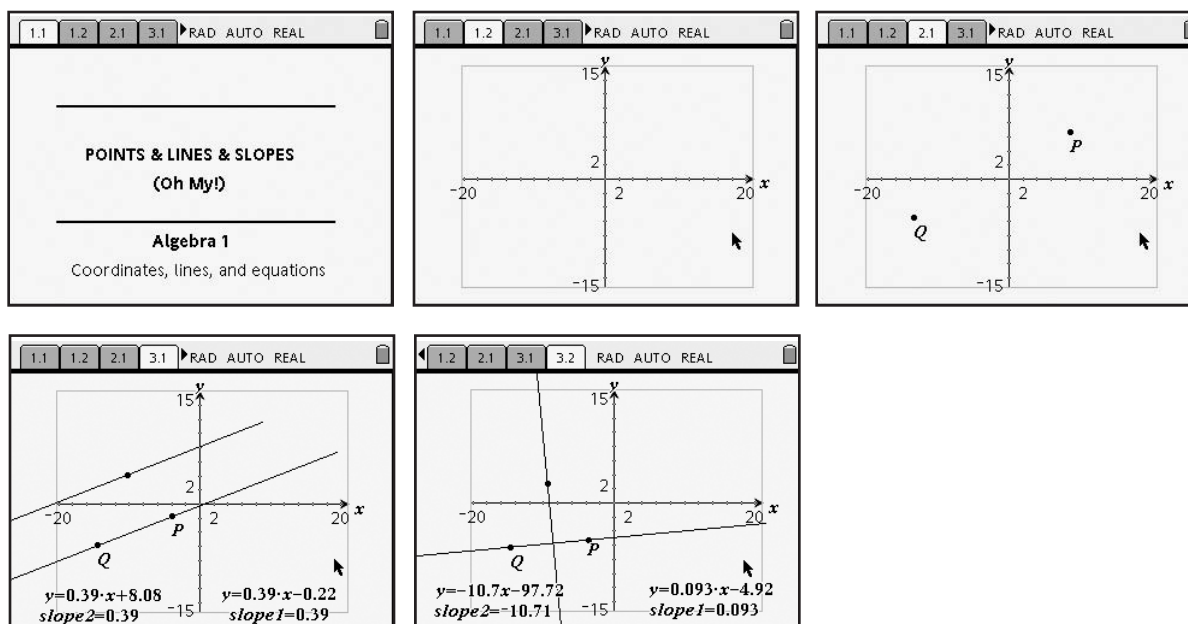 1.1 1.2 2.1 3.1 RAD AUTO REAL
POINTS & LINES & SLOPES
(Oh My!)
Algebra 1
Coordinates, lines, and equations
1.1 1.2 2.1 3.1 RAD AUTO REAL
y
15
2
-20 2 20 x
-15
1.1 1.2 2.1 3.1 RAD AUTO REAL
y
15
P
2
-20 2 20 x
Q
-15
1.1 1.2 2.1 3.1 RAD AUTO REAL
y
15
2
-20 2 20 x
P
Q
y=0.39·x+8.08 y=0.39·x-0.22
slope2=0.39 -15 slope1=0.39
1.2 2.1 3.1 3.2 RAD AUTO REAL
y
15
2
-20 2 20 x
Q P
y=-10.7x-97.72 y=0.093·x-4.92
slope2=-10.71 -15 slope1=0.093